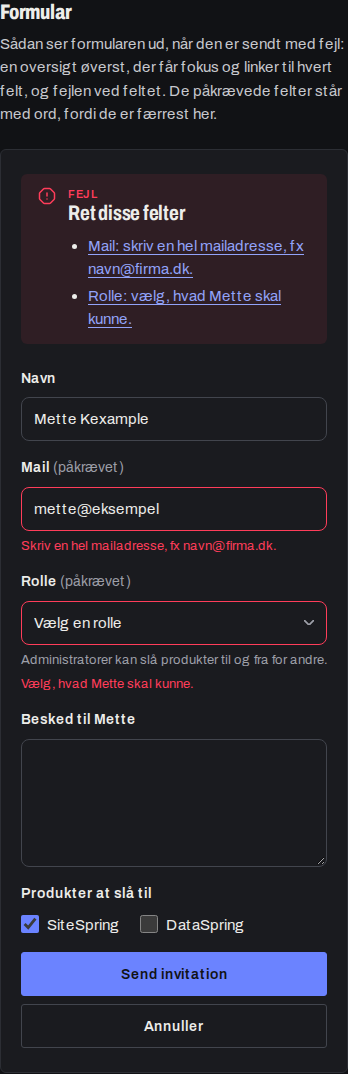 Formular
Sådan ser formularen ud, når den er sendt med fejl:
en oversigt øverst, der får fokus og linker til hvert
felt, og fejlen ved feltet. De påkrævede felter står
med ord, fordi de er færrest her.
FEJL
Ret disse felter
Mail: skriv en hel mailadresse, fx
navn@firma.dk.
Rolle: vælg, hvad Mette skal
kunne.
Navn
Mette Kexample
Mail (påkrævet)
mette@eksempel
Skriv en hel mailadresse, fx navn@firma.dk.
Rolle (påkrævet)
Vælg en rolle
Administratorer kan slå produkter til og fra for andre.
Vælg, hvad Mette skal kunne.
Besked til Mette
Produkter at slå til
SiteSpring DataSpring
Send invitation
Annuller